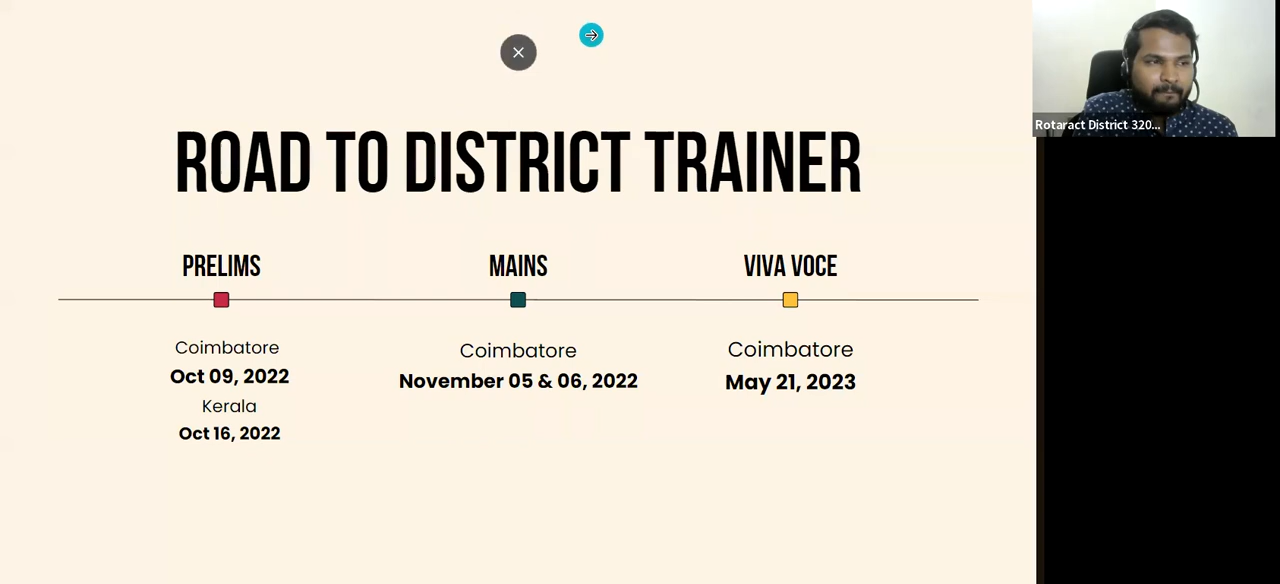 ROAD TO DISTRICT TRAINER
PRELIMS
MAINS
VIVA VOCE
Coimbatore
Oct 09, 2022
Kerala
Oct 16, 2022
Coimbatore
November 05 & 06, 2022
Coimbatore
May 21, 2023
Rotaract District 320...